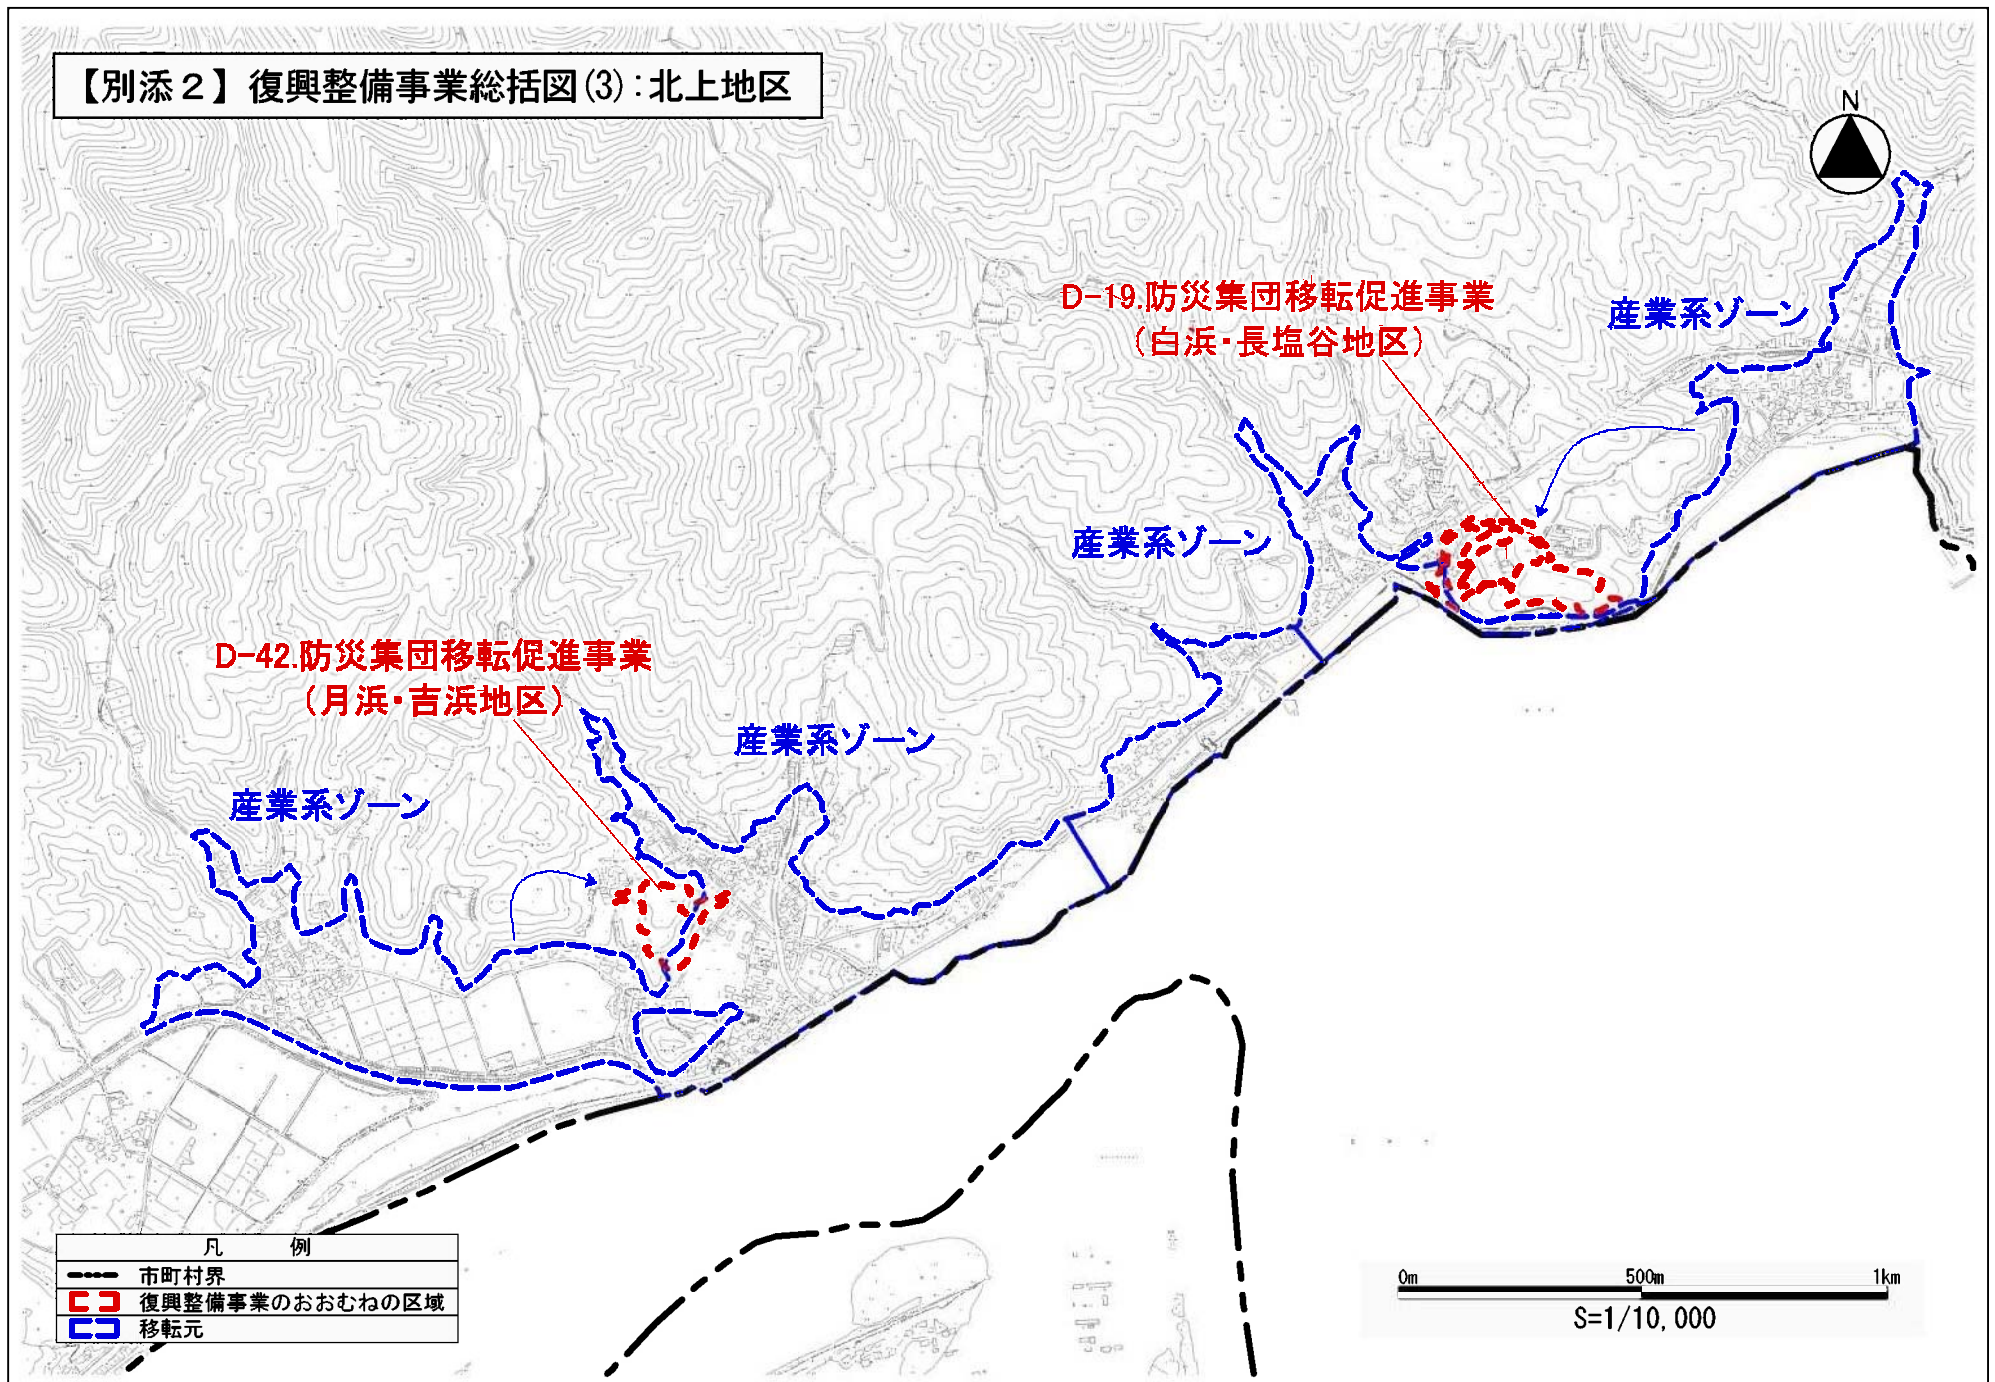 【別添２】復興整備事業総括図(3):北上地区
N
D-19.防災集団移転促進事業
(白浜・長塩谷地区)
産業系ゾーン
産業系ゾーン
D-42.防災集団移転促進事業
(月浜・吉浜地区)
産業系ゾーン
産業系ゾーン
凡　例
市町村界
復興整備事業のおおむねの区域
移転元
0m 500m 1km
S=1/10,000